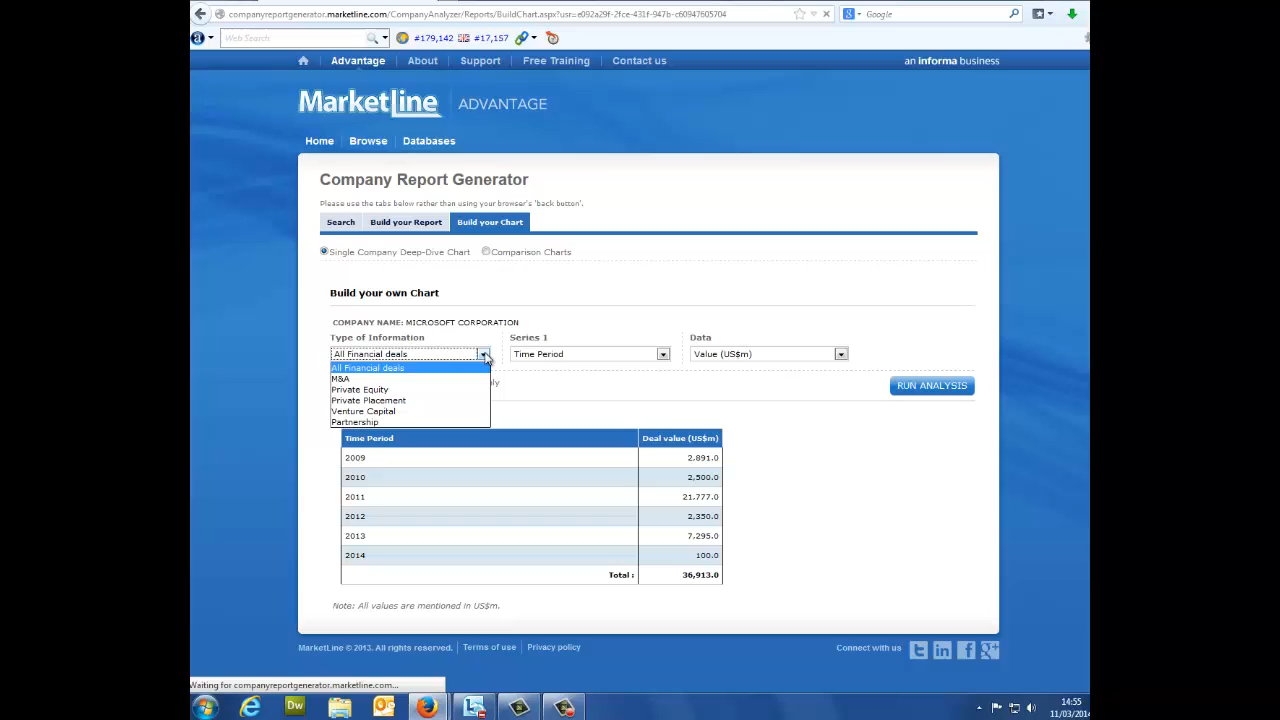 companyreportgenerator.marketline.com/CompanyAnalyzer/Reports/BuildChart.aspx?usr=e092a29f-2fce-431f-947b-c60947605704
Google
Web Search
#179,142 #17,157
Advantage About Support Free Training Contact us
an informa business
MarketLine ADVANTAGE
Home Browse Databases
Company Report Generator
Please use the tabs below rather than using your browser's 'back button'.
Search Build your Report Build your Chart
Single Company Deep-Dive Chart Comparison Charts
Build your own Chart
COMPANY NAME: MICROSOFT CORPORATION
Type of Information Series 1 Data
All Financial deals Time Period Value (US$m)
All Financial deals
M&A
Private Equity
RUN ANALYSIS
Private Placement
Venture Capital
Partnership
Time Period Deal value (US$m)
2009 2,891.0
2010 2,500.0
2011 21,777.0
2012 2,350.0
2013 7,295.0
2014 100.0
Total : 36,913.0
Note: All values are mentioned in US$m.
MarketLine © 2013. All rights reserved. Terms of use Privacy policy
Connect with us
Waiting for companyreportgenerator.marketline.com...
Dw
14:55
11/03/2014